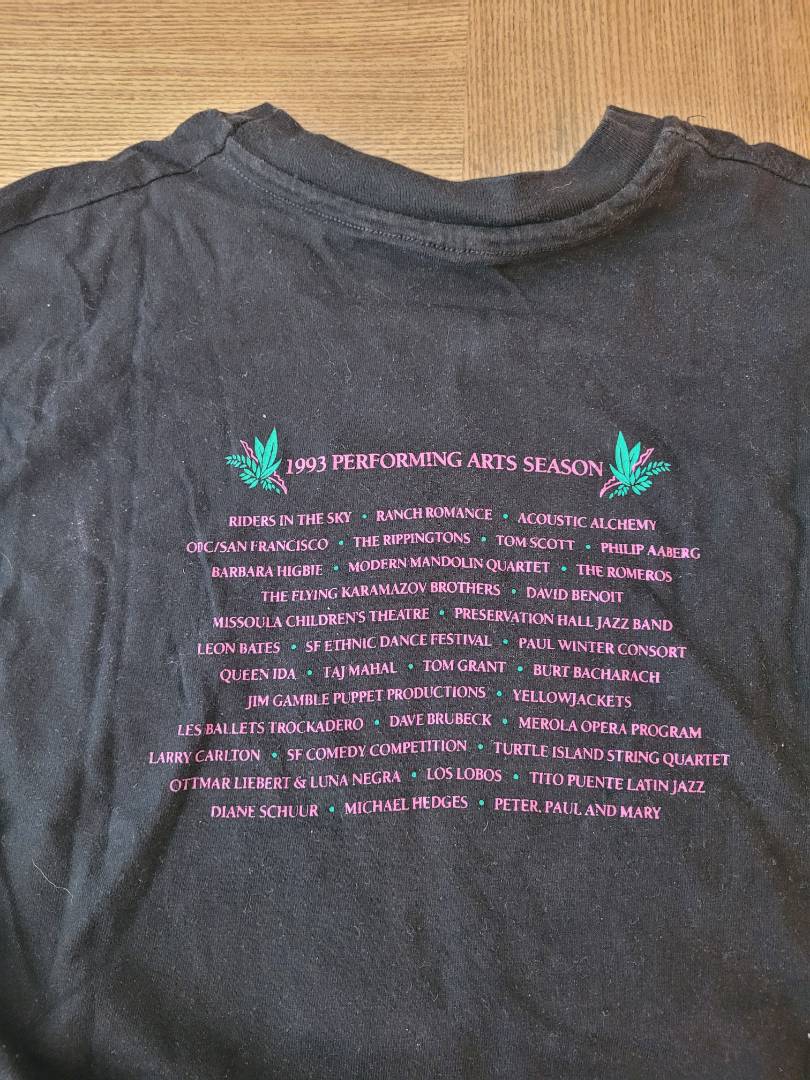 1993 PERFORMING ARTS SEASON
RIDERS IN THE SKY • RANCH ROMANCE • ACOUSTIC ALCHEMY
OBC/SAN FRANCISCO • THE RIPPINGTONS • TOM SCOTT • PHILIP AABERG
BARBARA HIGBIE • MODERN MANDOLIN QUARTET • THE ROMEROS
THE FLYING KARAMAZOV BROTHERS • DAVID BENOIT
MISSOULA CHILDREN'S THEATRE • PRESERVATION HALL JAZZ BAND
LEON BATES • SF ETHNIC DANCE FESTIVAL • PAUL WINTER CONSORT
QUEEN IDA • TAJ MAHAL • TOM GRANT • BURT BACHARACH
JIM GAMBLE PUPPET PRODUCTIONS • YELLOWJACKETS
LES BALLETS TROCKADERO • DAVE BRUBECK • MEROLA OPERA PROGRAM
LARRY CARLTON • SF COMEDY COMPETITION • TURTLE ISLAND STRING QUARTET
OTTMAR LIEBERT & LUNA NEGRA • LOS LOBOS • TITO PUENTE LATIN JAZZ
DIANE SCHUUR • MICHAEL HEDGES • PETER, PAUL AND MARY